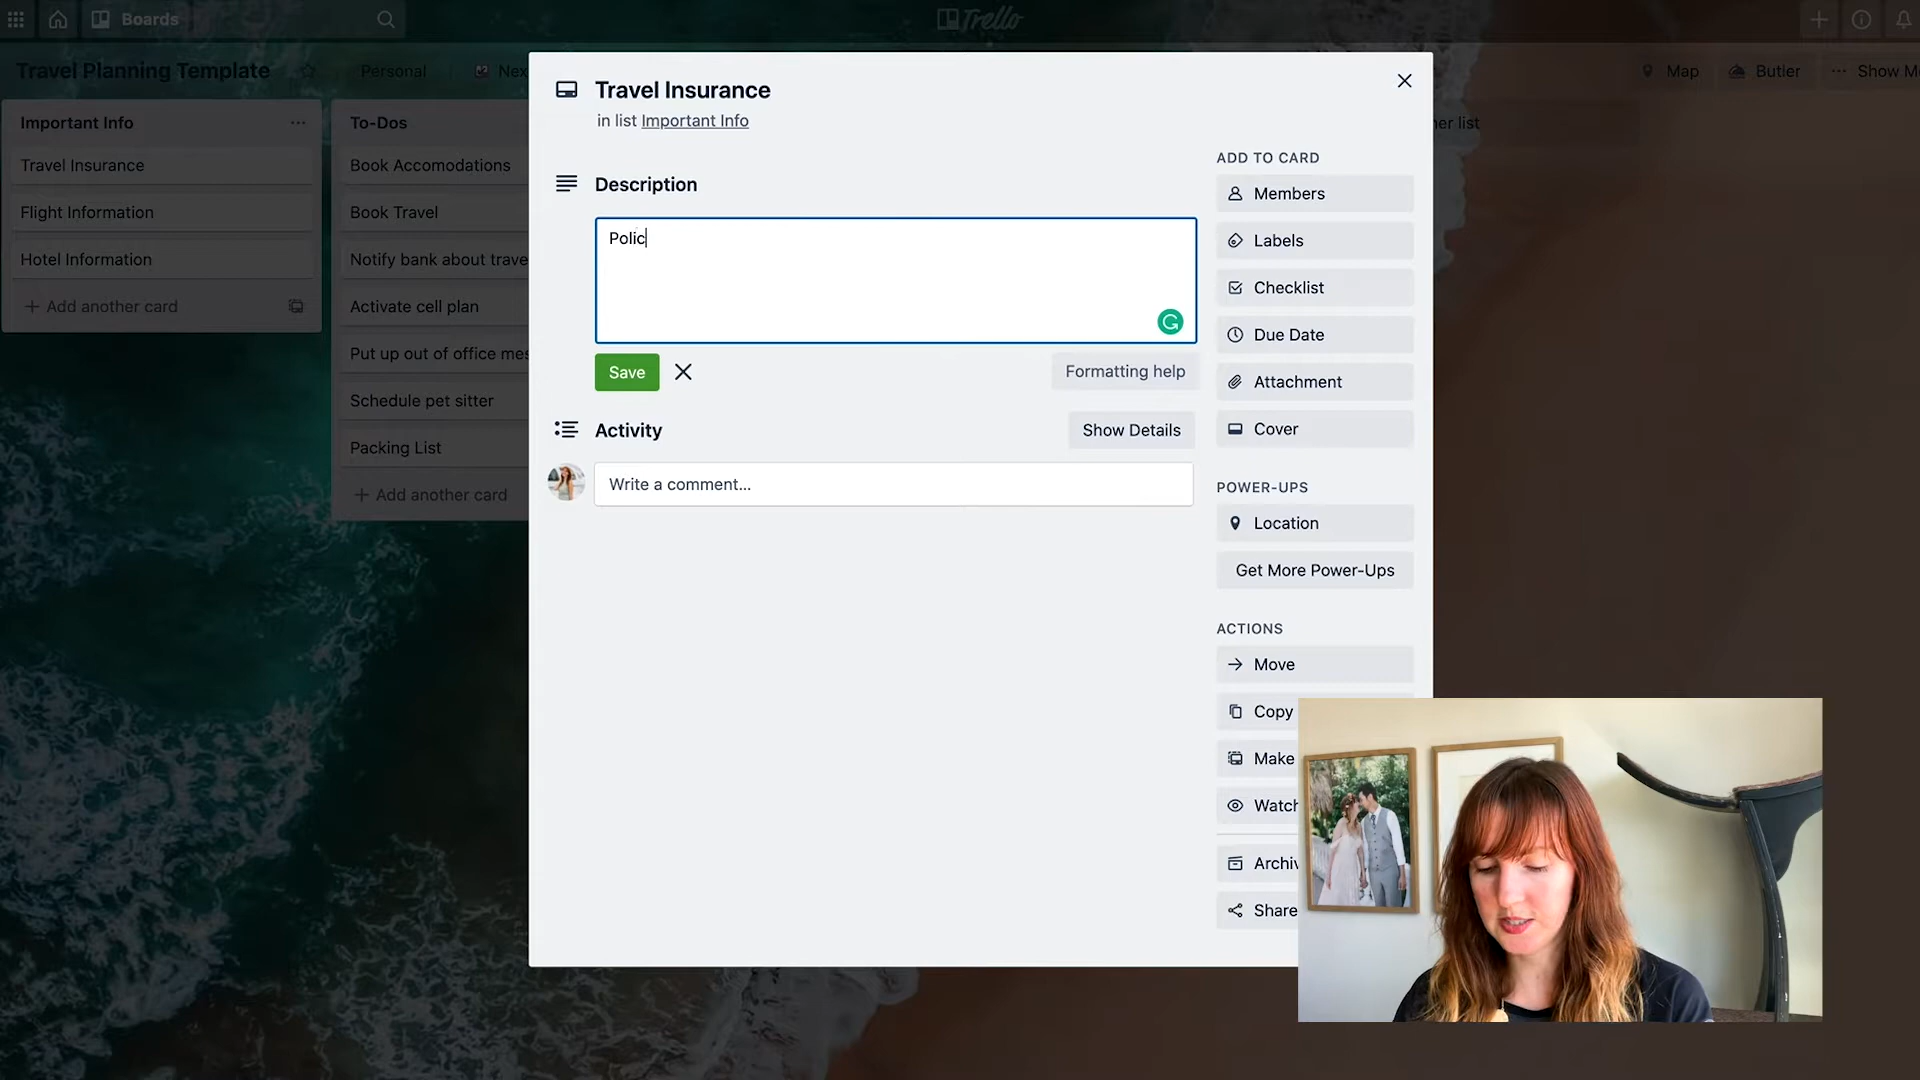 Boards
Trello
Travel Planning Template
Personal
Map
Butler
Show
Important Info
Travel Insurance
Flight Information
Hotel Information
Add another card
To-Dos
Book Accomodations
Book Travel
Notify bank about trave
Activate cell plan
Put up out of office mes
Schedule pet sitter
Packing List
Add another card
list
Travel Insurance
in list Important Info
Description
Polic
Save
Formatting help
Activity
Show Details
Write a comment...
ADD TO CARD
Members
Labels
Checklist
Due Date
Attachment
Cover
POWER-UPS
Location
Get More Power-Ups
ACTIONS
Move
Copy
Make
Watch
Archiv
Share